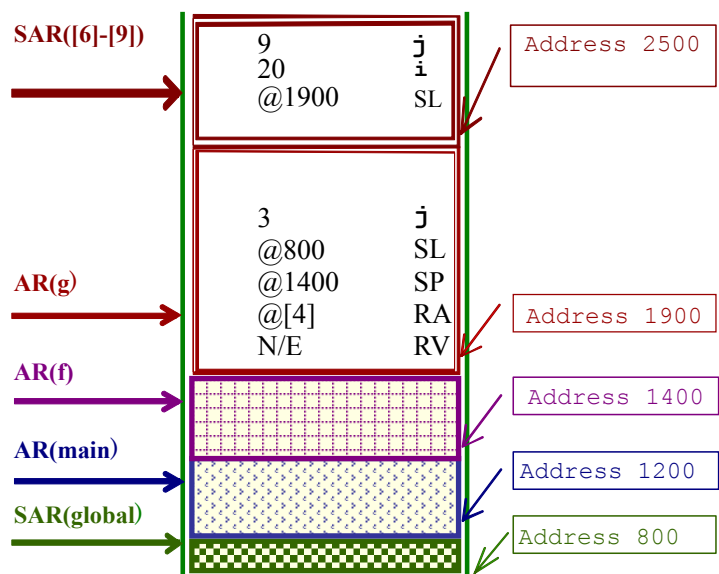 SAR([6]-[9])
9 j
20 i
@1900 SL
Address 2500
3 j
@800 SL
@1400 SP
@[4] RA
N/E RV
AR(g)
Address 1900
AR(f)
Address 1400
AR(main)
Address 1200
SAR(global)
Address 800